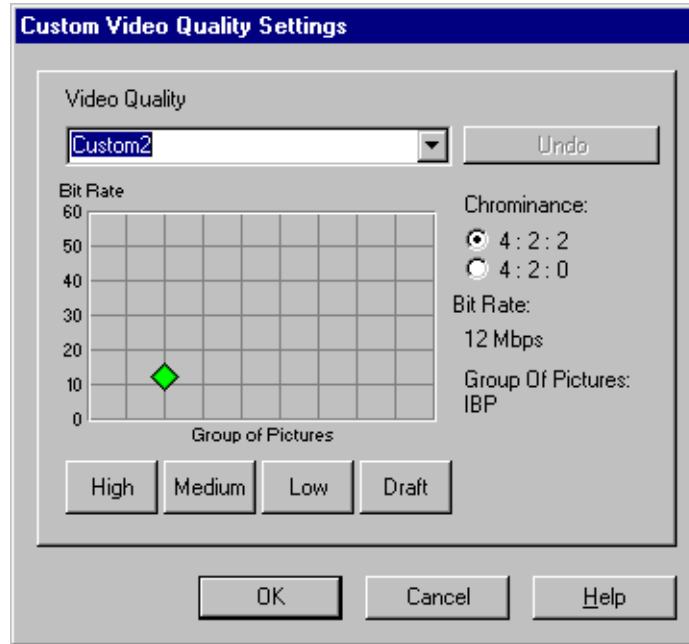 Custom Video Quality Settings
Video Quality
Custom2
Undo
Bit Rate
60
50
40
30
20
10
0
Group of Pictures
Chrominance:
4 : 2 : 2
4 : 2 : 0
Bit Rate:
12 Mbps
Group Of Pictures:
IBP
High
Medium
Low
Draft
OK
Cancel
Help